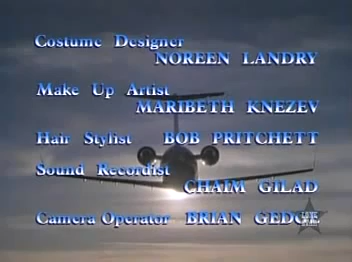 Costume Designer
NOREEN LANDRY
Make Up Artist
MARIBETH KNEZEV
Hair Stylist BOB PRITCHETT
Sound Recordist
CHAIM GILAD
Camera Operator BRIAN